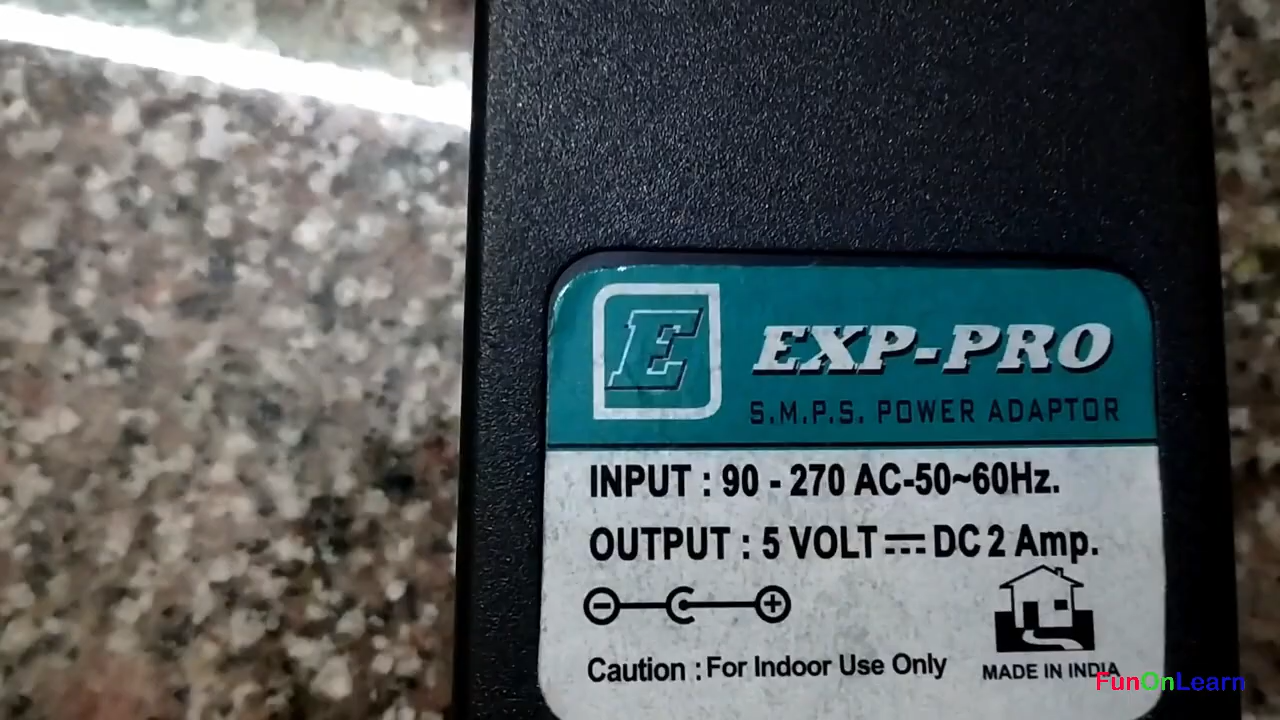 E
EXP-PRO
S.M.P.S. POWER ADAPTOR
INPUT : 90 - 270 AC-50~60Hz.
OUTPUT : 5 VOLT⎓DC 2 Amp.
Caution : For Indoor Use Only
MADE IN INDIA
FunOnLearn